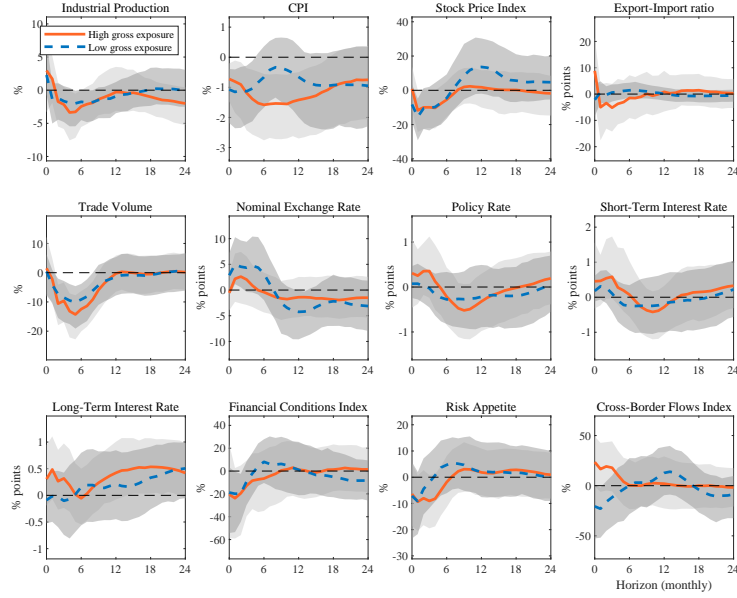 Industrial Production
CPI
Stock Price Index
Export-Import ratio
High gross exposure
Low gross exposure
%
10
5
0
-5
-10
0 6 12 18 24
%
1
0
-1
-2
-3
0 6 12 18 24
%
40
20
0
-20
-40
0 6 12 18 24
% points
20
10
0
-10
-20
0 6 12 18 24
Trade Volume
Nominal Exchange Rate
Policy Rate
Short-Term Interest Rate
%
10
0
-10
-20
0 6 12 18 24
% points
10
5
0
-5
-10
0 6 12 18 24
% points
1
0
-1
0 6 12 18 24
% points
1
0
-1
0 6 12 18 24
Long-Term Interest Rate
Financial Conditions Index
Risk Appetite
Cross-Border Flows Index
% points
1
0.5
0
-0.5
-1
0 6 12 18 24
%
40
20
0
-20
-40
-60
0 6 12 18 24
%
20
10
0
-10
-20
-30
0 6 12 18 24
%
50
0
-50
0 6 12 18 24
Horizon (monthly)